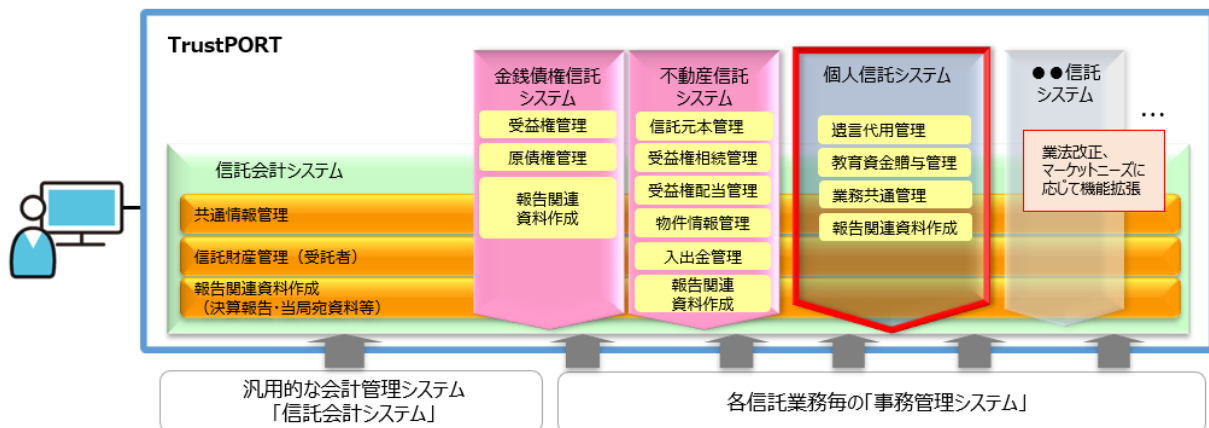 TrustPORT
金銭債権信託
システム
受益権管理
原債権管理
報告関連
資料作成
不動産信託
システム
信託元本管理
受益権相続管理
受益権配当管理
物件情報管理
入出金管理
報告関連
資料作成
個人信託システム
遺言代用管理
教育資金贈与管理
業務共通管理
報告関連資料作成
●●信託
システム
…
業法改正、
マーケットニーズに
応じて機能拡張
信託会計システム
共通情報管理
信託財産管理（受託者）
報告関連資料作成
（決算報告・当局宛資料等）
汎用的な会計管理システム
「信託会計システム」
各信託業務毎の「事務管理システム」